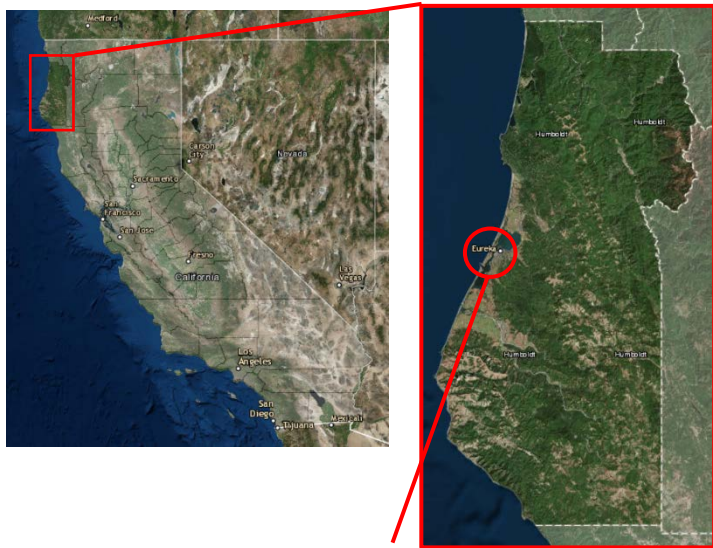 Medford
Carson
City
Nevada
Sacramento
San
Francisco
San Jose
Fresno
California
Las
Vegas
Los
Angeles
San
Diego
Tijuana
Mexicali
Humboldt
Humboldt
Eureka
Humboldt
Humboldt